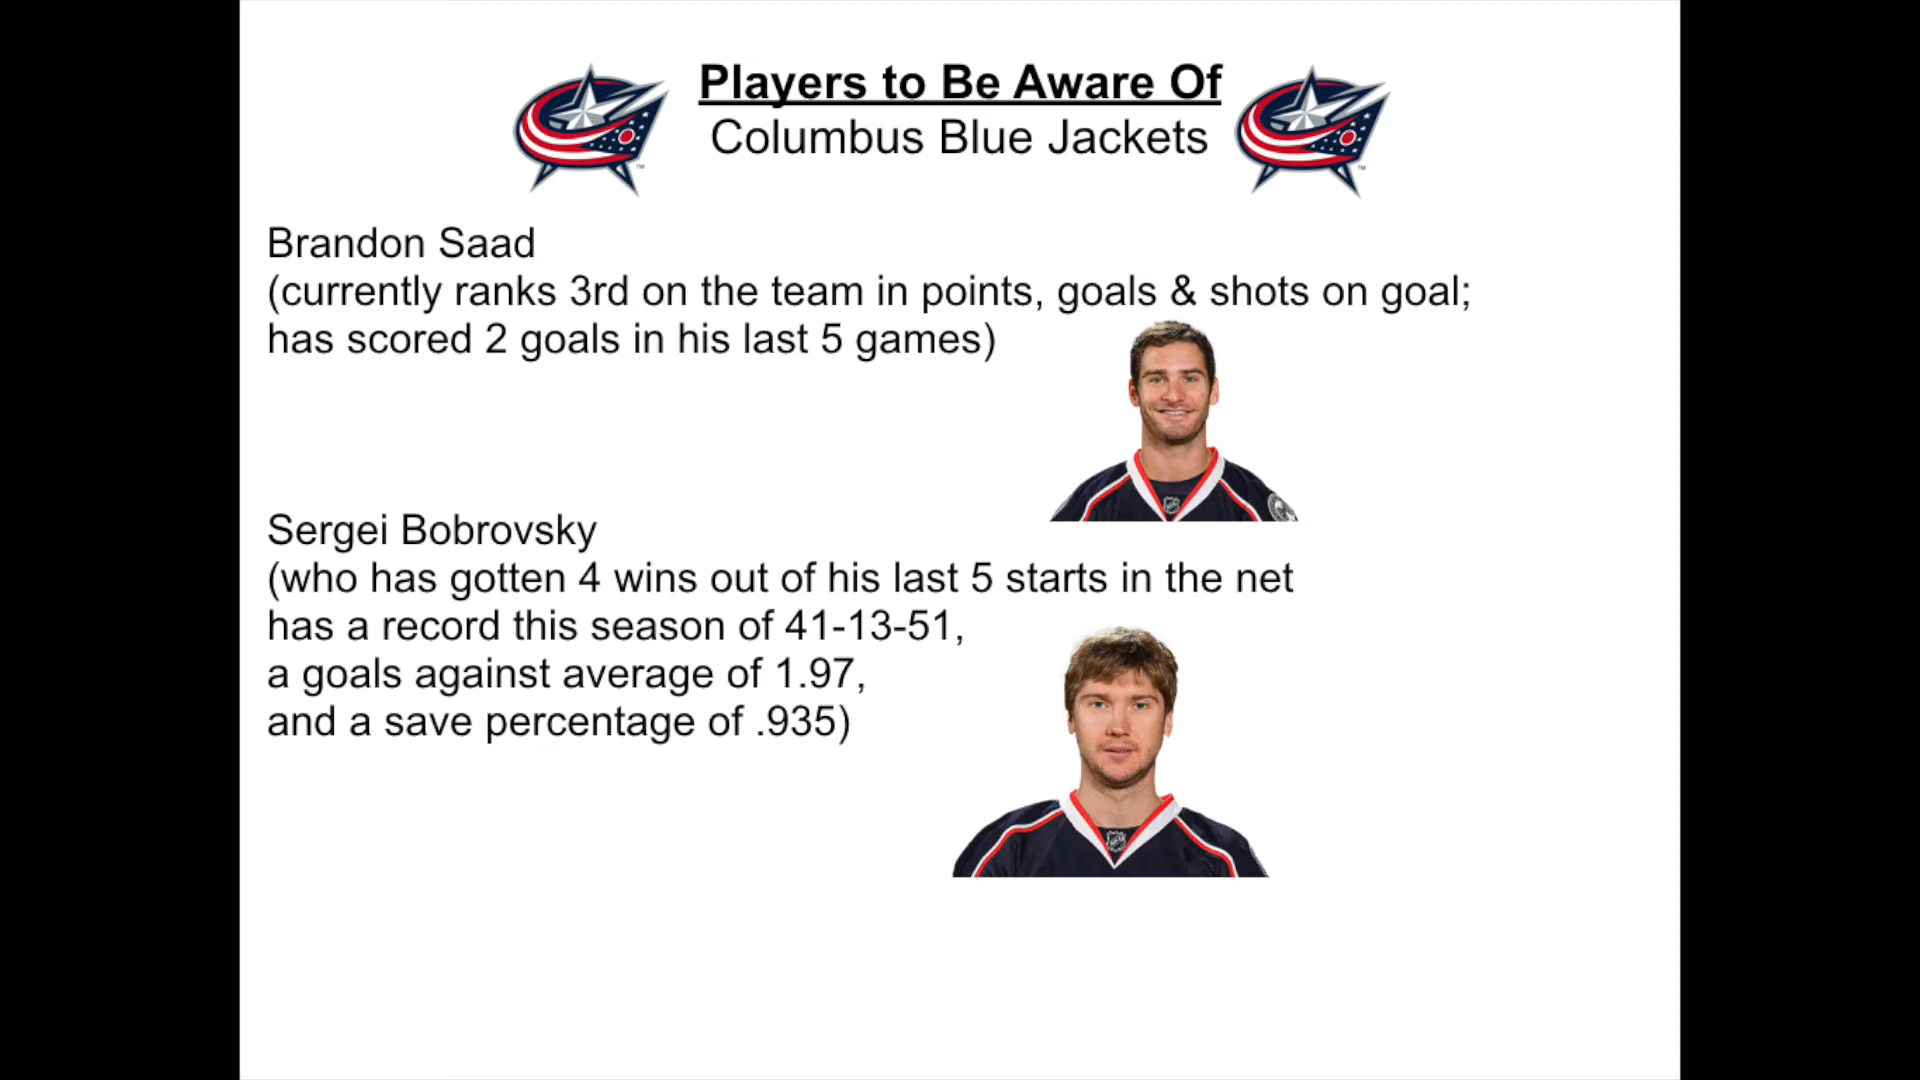 Players to Be Aware Of
Columbus Blue Jackets
Brandon Saad
(currently ranks 3rd on the team in points, goals & shots on goal;
has scored 2 goals in his last 5 games)
Sergei Bobrovsky
(who has gotten 4 wins out of his last 5 starts in the net
has a record this season of 41-13-51,
a goals against average of 1.97,
and a save percentage of .935)